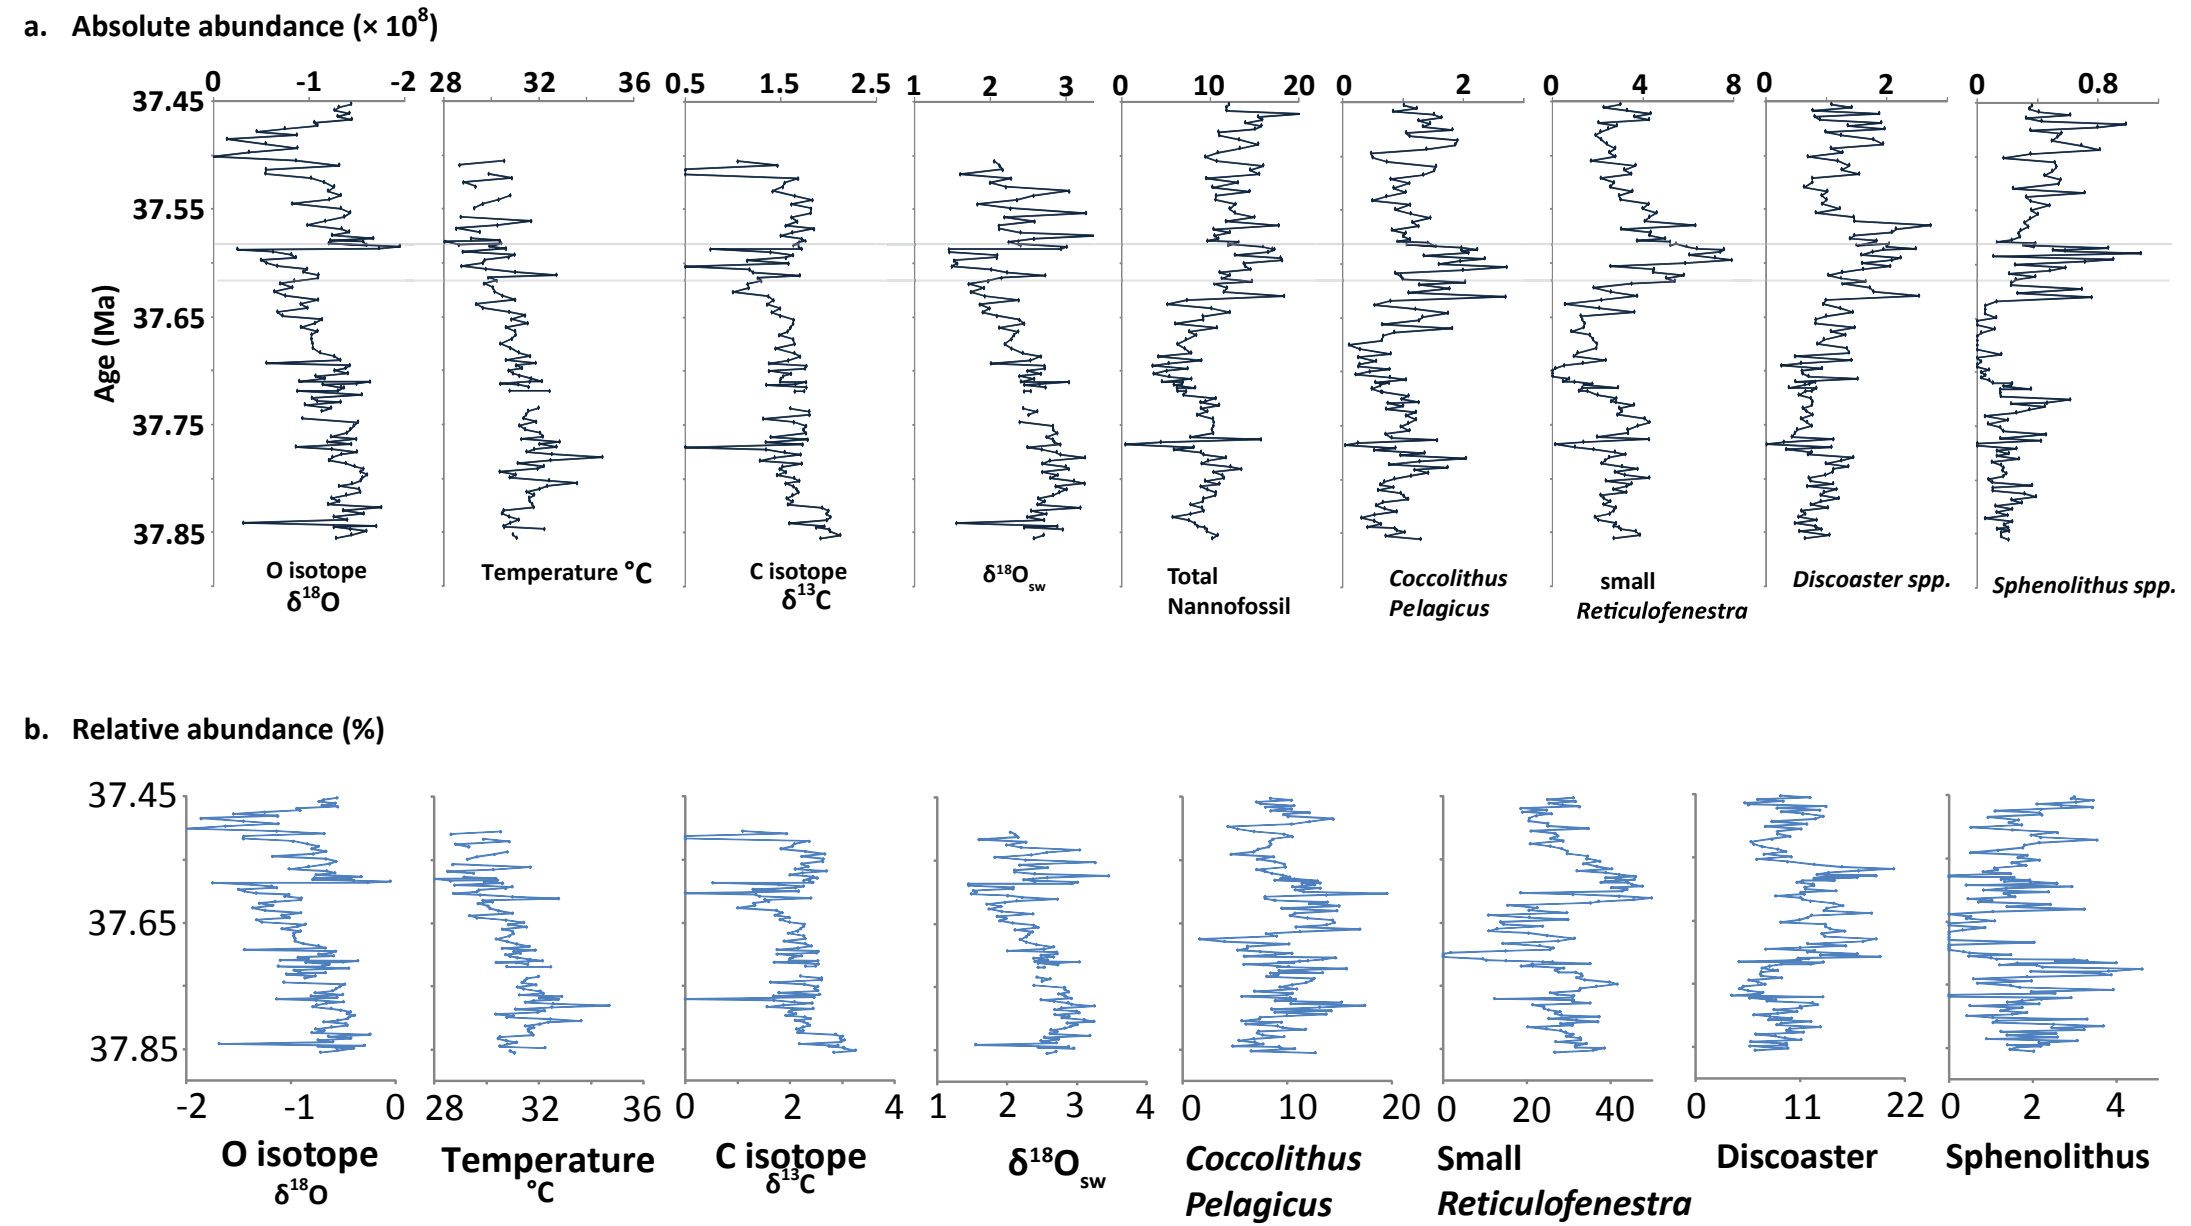 a. Absolute abundance (× 10⁸)
0 -1 -2 28 32 36 0.5 1.5 2.5 1 2 3 0 10 20 0 2 0 4 8 0 2 0 0.8
37.45
37.55
37.65
37.75
37.85
Age (Ma)
O isotope
δ¹⁸O
Temperature °C
C isotope
δ¹³C
δ¹⁸Osw
Total
Nannofossil
Coccolithus
Pelagicus
small
Reticulofenestra
Discoaster spp.
Sphenolithus spp.
b. Relative abundance (%)
37.45
37.65
37.85
-2 -1 0 28 32 36 0 2 4 1 2 3 4 0 10 20 0 20 40 0 11 22 0 2 4
O isotope
δ¹⁸O
Temperature
°C
C isotope
δ¹³C
δ¹⁸Osw
Coccolithus
Pelagicus
Small
Reticulofenestra
Discoaster
Sphenolithus